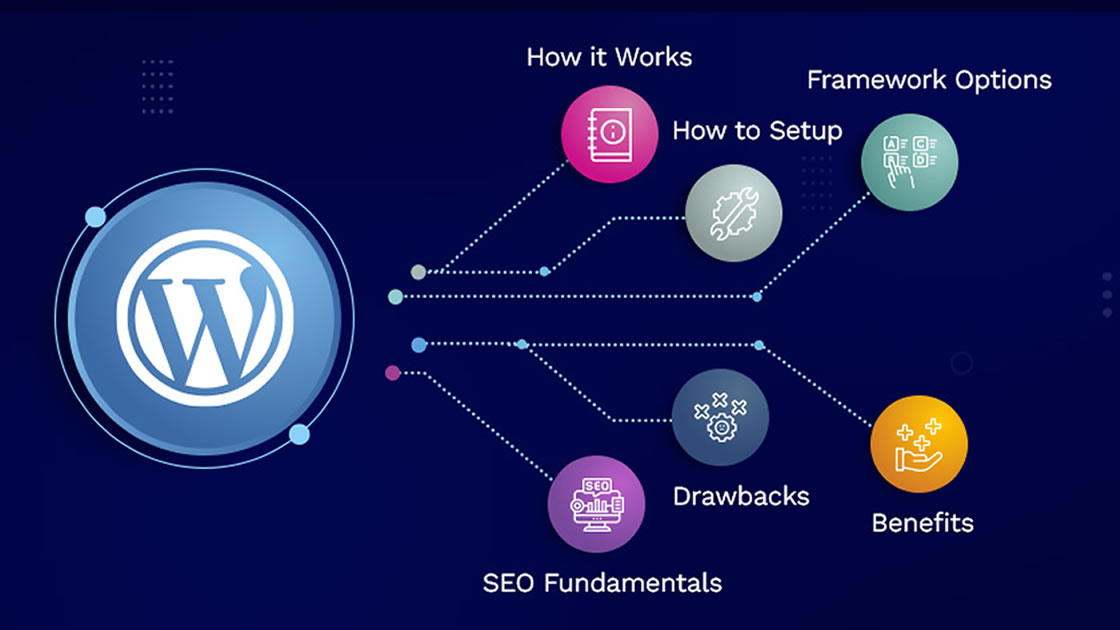 How it Works
Framework Options
How to Setup
W
A
C
B
D
SEO
Drawbacks
Benefits
SEO Fundamentals